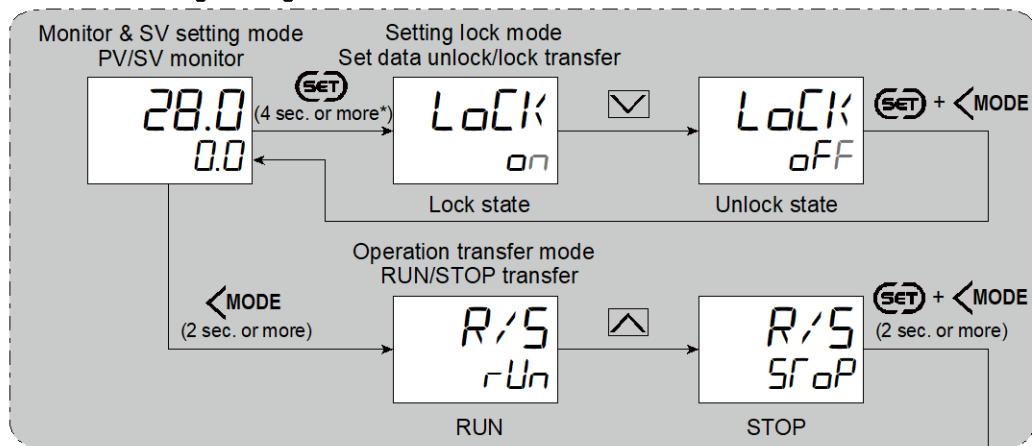 Monitor & SV setting mode
PV/SV monitor
28.0
0.0
SET
(4 sec. or more*)
Setting lock mode
Set data unlock/lock transfer
LoCK
on
Lock state
LoCK
oFF
Unlock state
SET + <MODE
<MODE
(2 sec. or more)
Operation transfer mode
RUN/STOP transfer
R/S
rUn
RUN
R/S
SToP
STOP
SET + <MODE
(2 sec. or more)